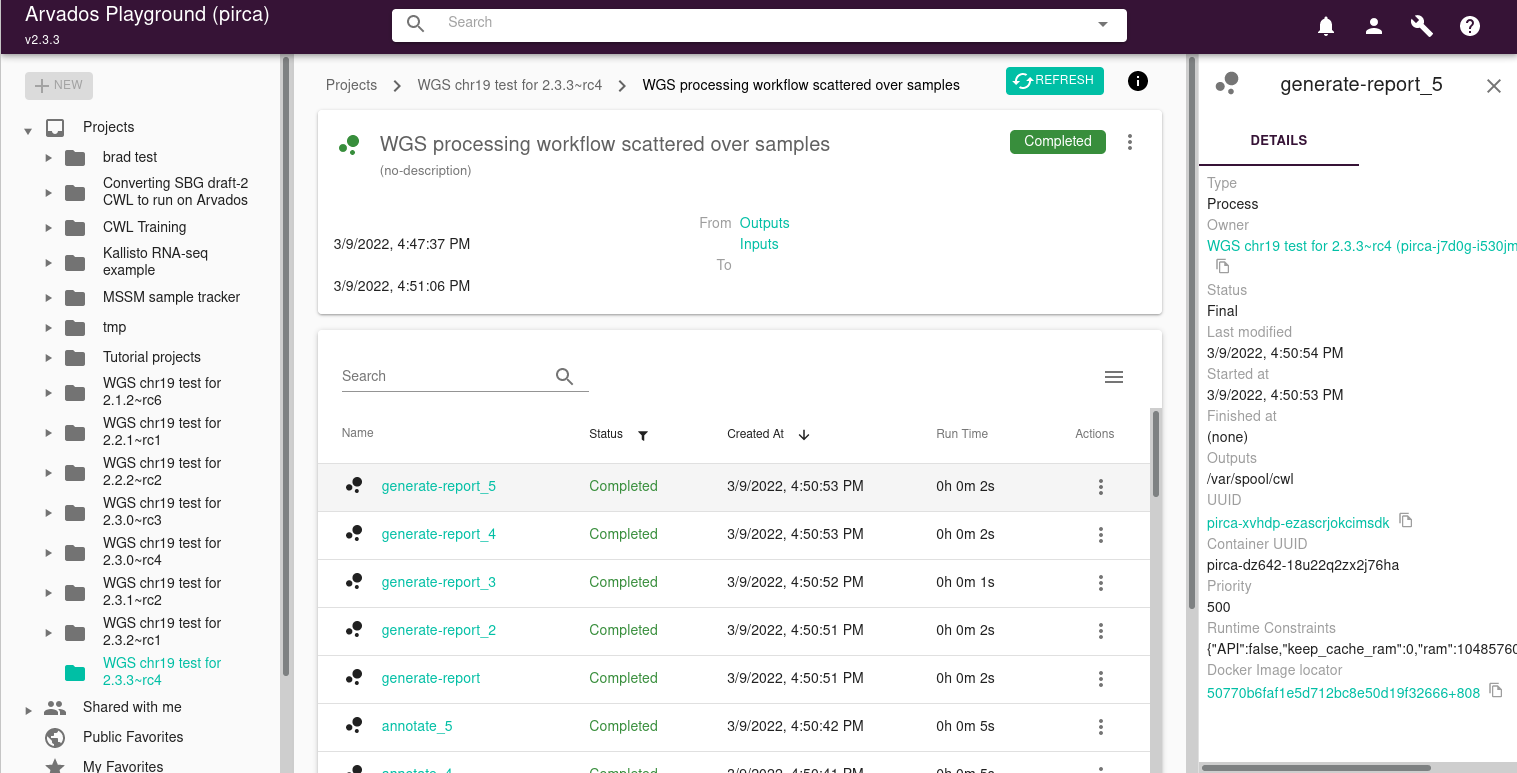 Arvados Playground (pirca)
v2.3.3
Search
NEW
Projects
brad test
Converting SBG draft-2
CWL to run on Arvados
CWL Training
Kallisto RNA-seq
example
MSSM sample tracker
tmp
Tutorial projects
WGS chr19 test for
2.1.2~rc6
WGS chr19 test for
2.2.1~rc1
WGS chr19 test for
2.2.2~rc2
WGS chr19 test for
2.3.0~rc3
WGS chr19 test for
2.3.0~rc4
WGS chr19 test for
2.3.1~rc2
WGS chr19 test for
2.3.2~rc1
WGS chr19 test for
2.3.3~rc4
Shared with me
Public Favorites
My Favorites
Projects WGS chr19 test for 2.3.3~rc4 WGS processing workflow scattered over samples
REFRESH
WGS processing workflow scattered over samples
Completed
(no-description)
From Outputs
3/9/2022, 4:47:37 PM Inputs
To
3/9/2022, 4:51:06 PM
Search
Name Status Created At Run Time Actions
generate-report_5 Completed 3/9/2022, 4:50:53 PM 0h 0m 2s
generate-report_4 Completed 3/9/2022, 4:50:53 PM 0h 0m 2s
generate-report_3 Completed 3/9/2022, 4:50:52 PM 0h 0m 1s
generate-report_2 Completed 3/9/2022, 4:50:51 PM 0h 0m 2s
generate-report Completed 3/9/2022, 4:50:51 PM 0h 0m 2s
annotate_5 Completed 3/9/2022, 4:50:42 PM 0h 0m 5s
annotate_4 Completed 3/9/2022, 4:50:41 PM 0h 0m 5s
generate-report_5
DETAILS
Type
Process
Owner
WGS chr19 test for 2.3.3~rc4 (pirca-j7d0g-i530jm
Status
Final
Last modified
3/9/2022, 4:50:54 PM
Started at
3/9/2022, 4:50:53 PM
Finished at
(none)
Outputs
/var/spool/cwl
UUID
pirca-xvhdp-ezascrjokcimsdk
Container UUID
pirca-dz642-18u22q2zx2j76ha
Priority
500
Runtime Constraints
{"API":false,"keep_cache_ram":0,"ram":10485760
Docker Image locator
50770b6faf1e5d712bc8e50d19f32666+808